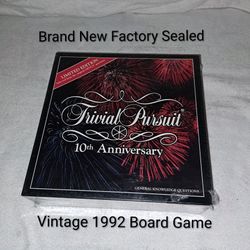 Brand New Factory Sealed
LIMITED EDITION
Trivial Pursuit
10th Anniversary
GENERAL KNOWLEDGE QUESTIONS
Vintage 1992 Board Game